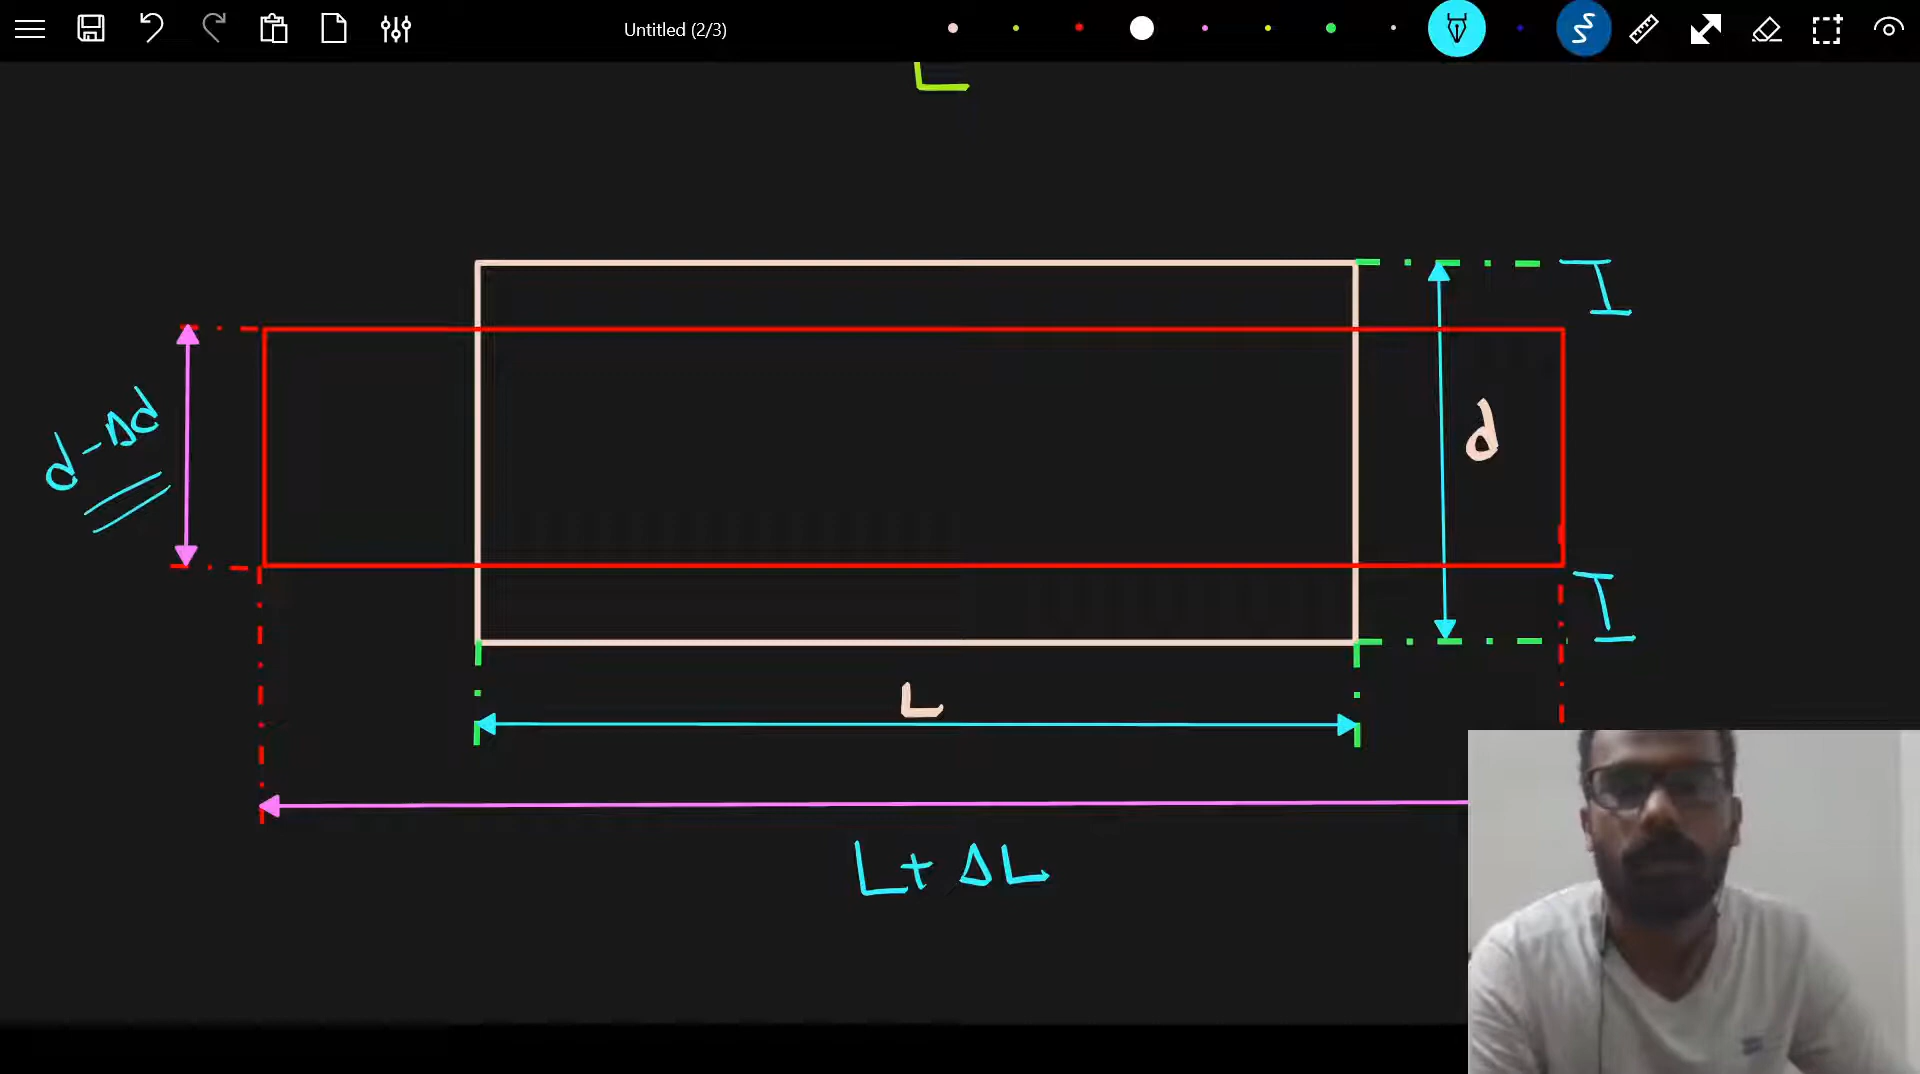 Untitled (2/3)
L
d-Δd
d
L
L+ΔL